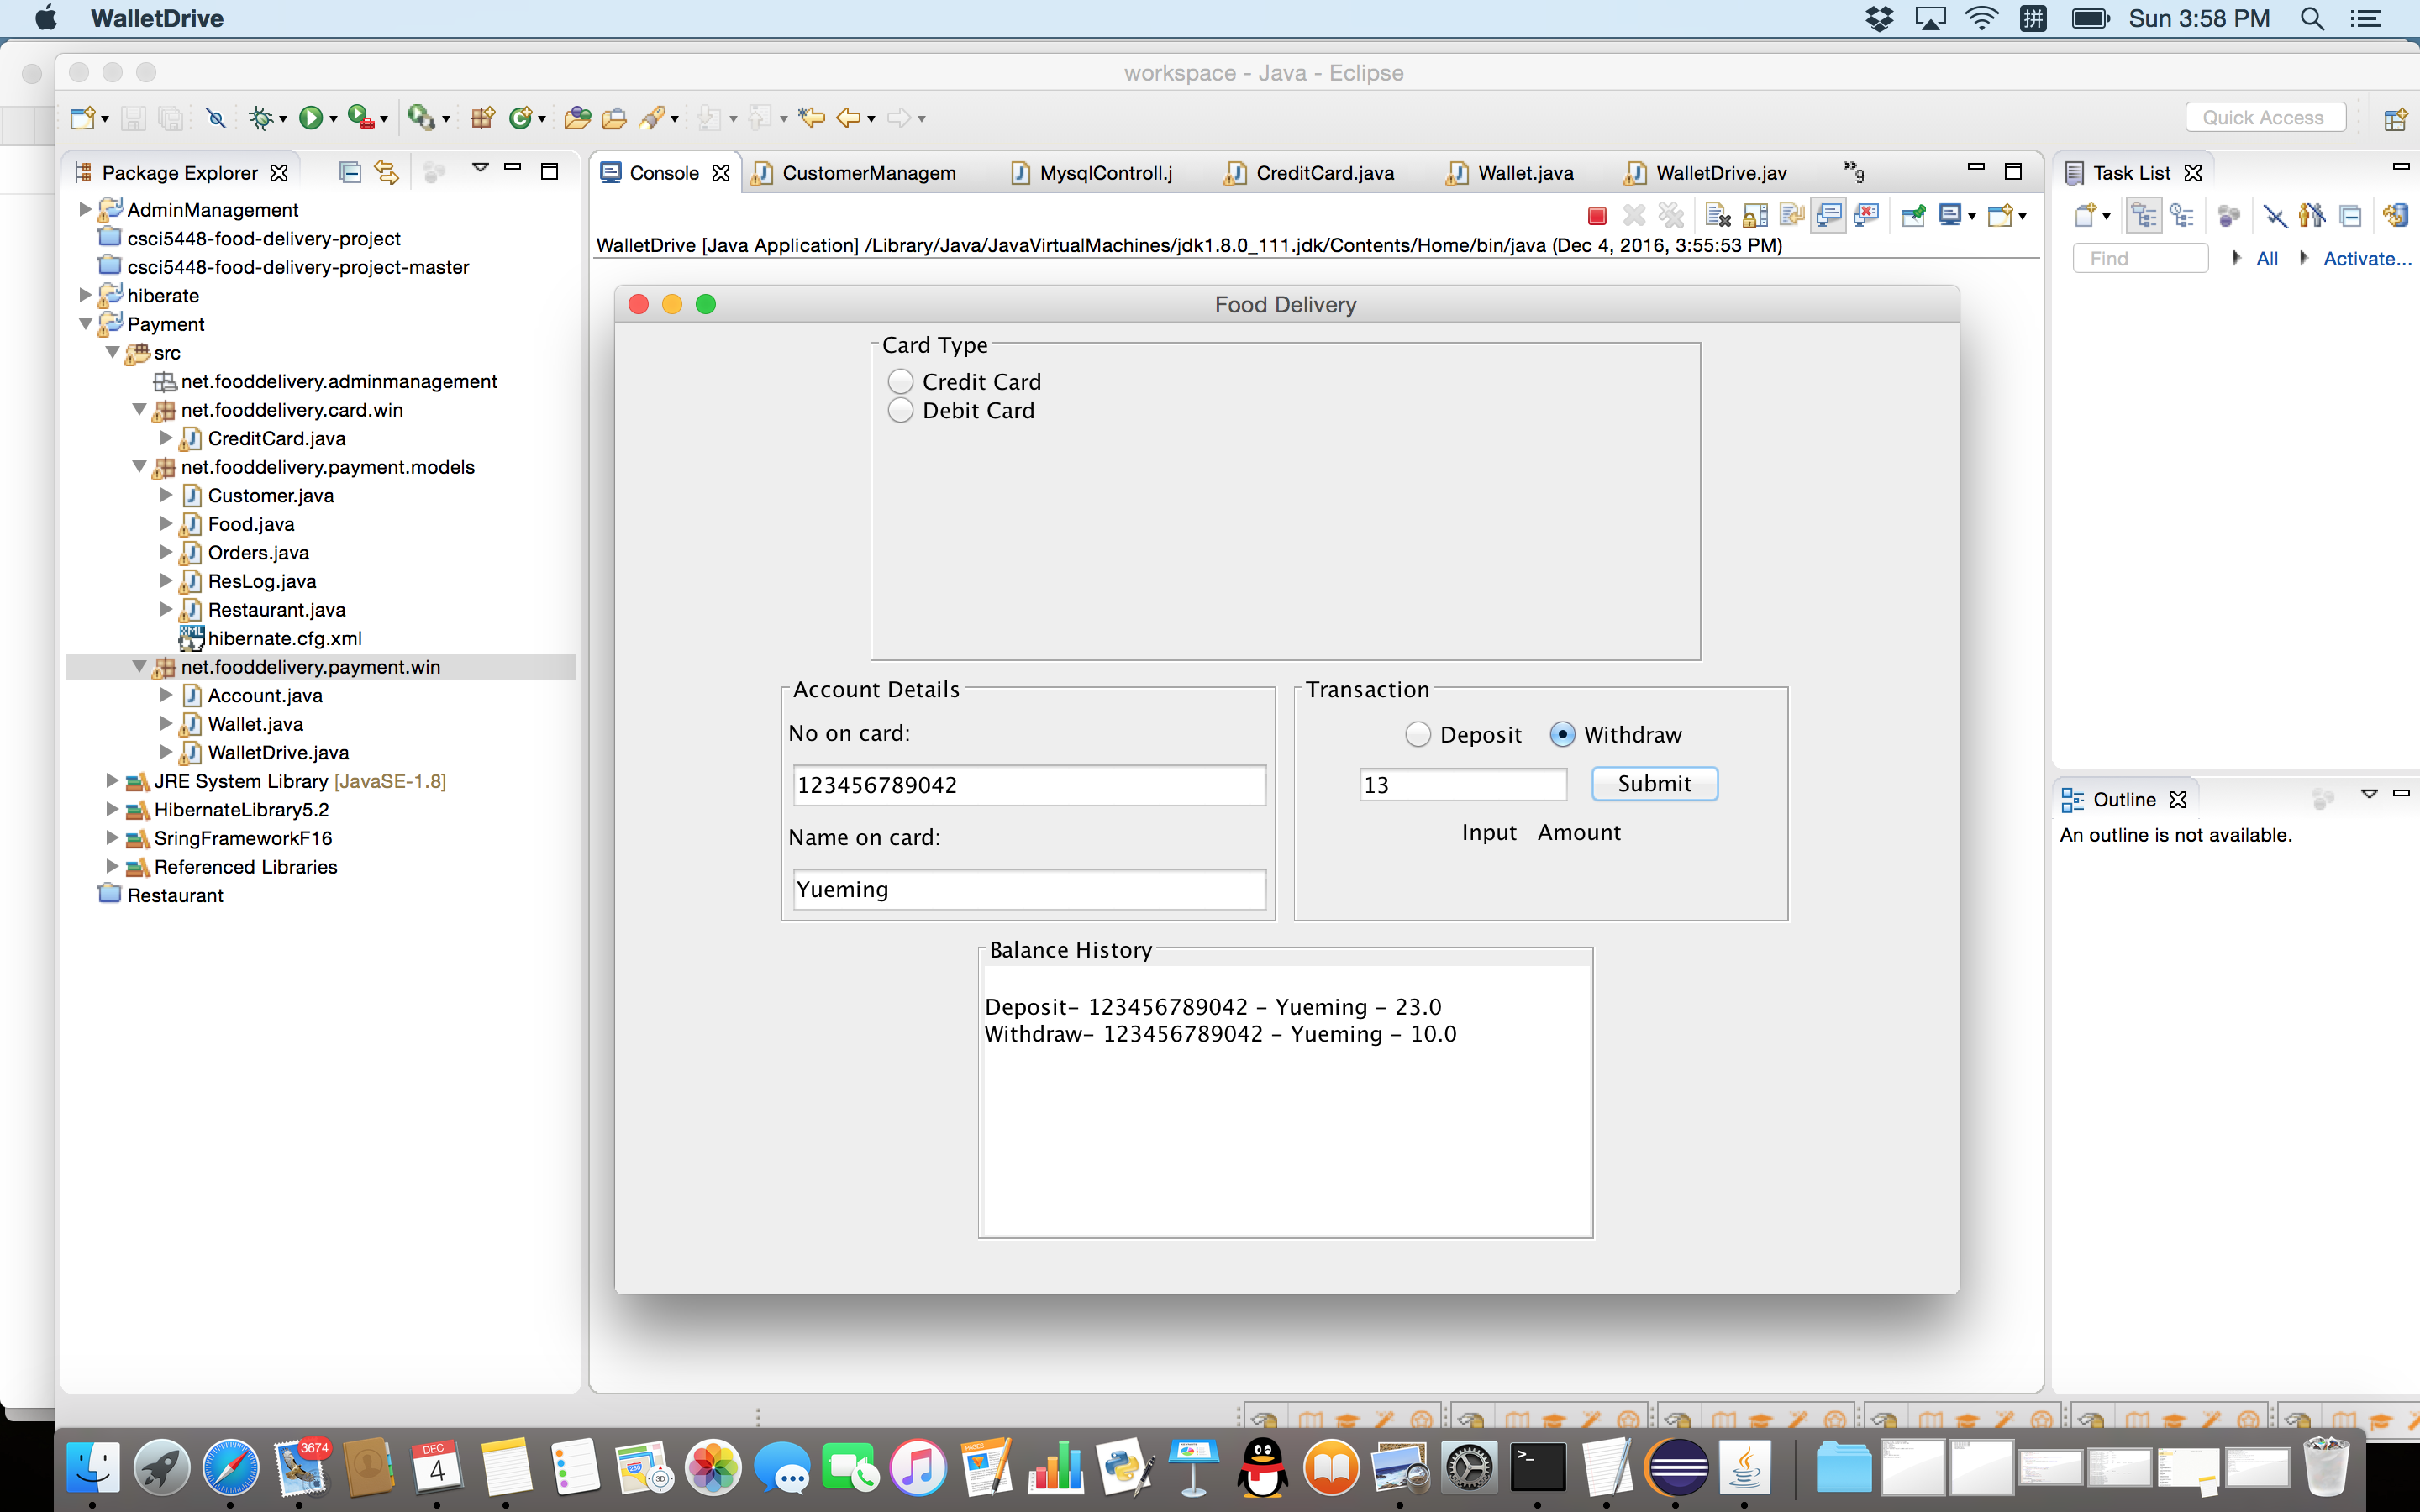 WalletDrive
拼
Sun 3:58 PM
workspace - Java - Eclipse
Quick Access
Package Explorer
AdminManagement
csci5448-food-delivery-project
csci5448-food-delivery-project-master
hiberate
Payment
src
net.fooddelivery.adminmanagement
net.fooddelivery.card.win
CreditCard.java
net.fooddelivery.payment.models
Customer.java
Food.java
Orders.java
ResLog.java
Restaurant.java
hibernate.cfg.xml
net.fooddelivery.payment.win
Account.java
Wallet.java
WalletDrive.java
JRE System Library [JavaSE-1.8]
HibernateLibrary5.2
SringFrameworkF16
Referenced Libraries
Restaurant
Console
CustomerManagem
MysqlControll.j
CreditCard.java
Wallet.java
WalletDrive.jav
»9
WalletDrive [Java Application] /Library/Java/JavaVirtualMachines/jdk1.8.0_111.jdk/Contents/Home/bin/java (Dec 4, 2016, 3:55:53 PM)
Food Delivery
Card Type
Credit Card
Debit Card
Account Details
No on card:
123456789042
Name on card:
Yueming
Transaction
Deposit
Withdraw
13
Submit
Input Amount
Balance History
Deposit- 123456789042 - Yueming - 23.0
Withdraw- 123456789042 - Yueming - 10.0
Task List
Find
All
Activate...
Outline
An outline is not available.
3674
DEC
4
3D
PAGES
>_